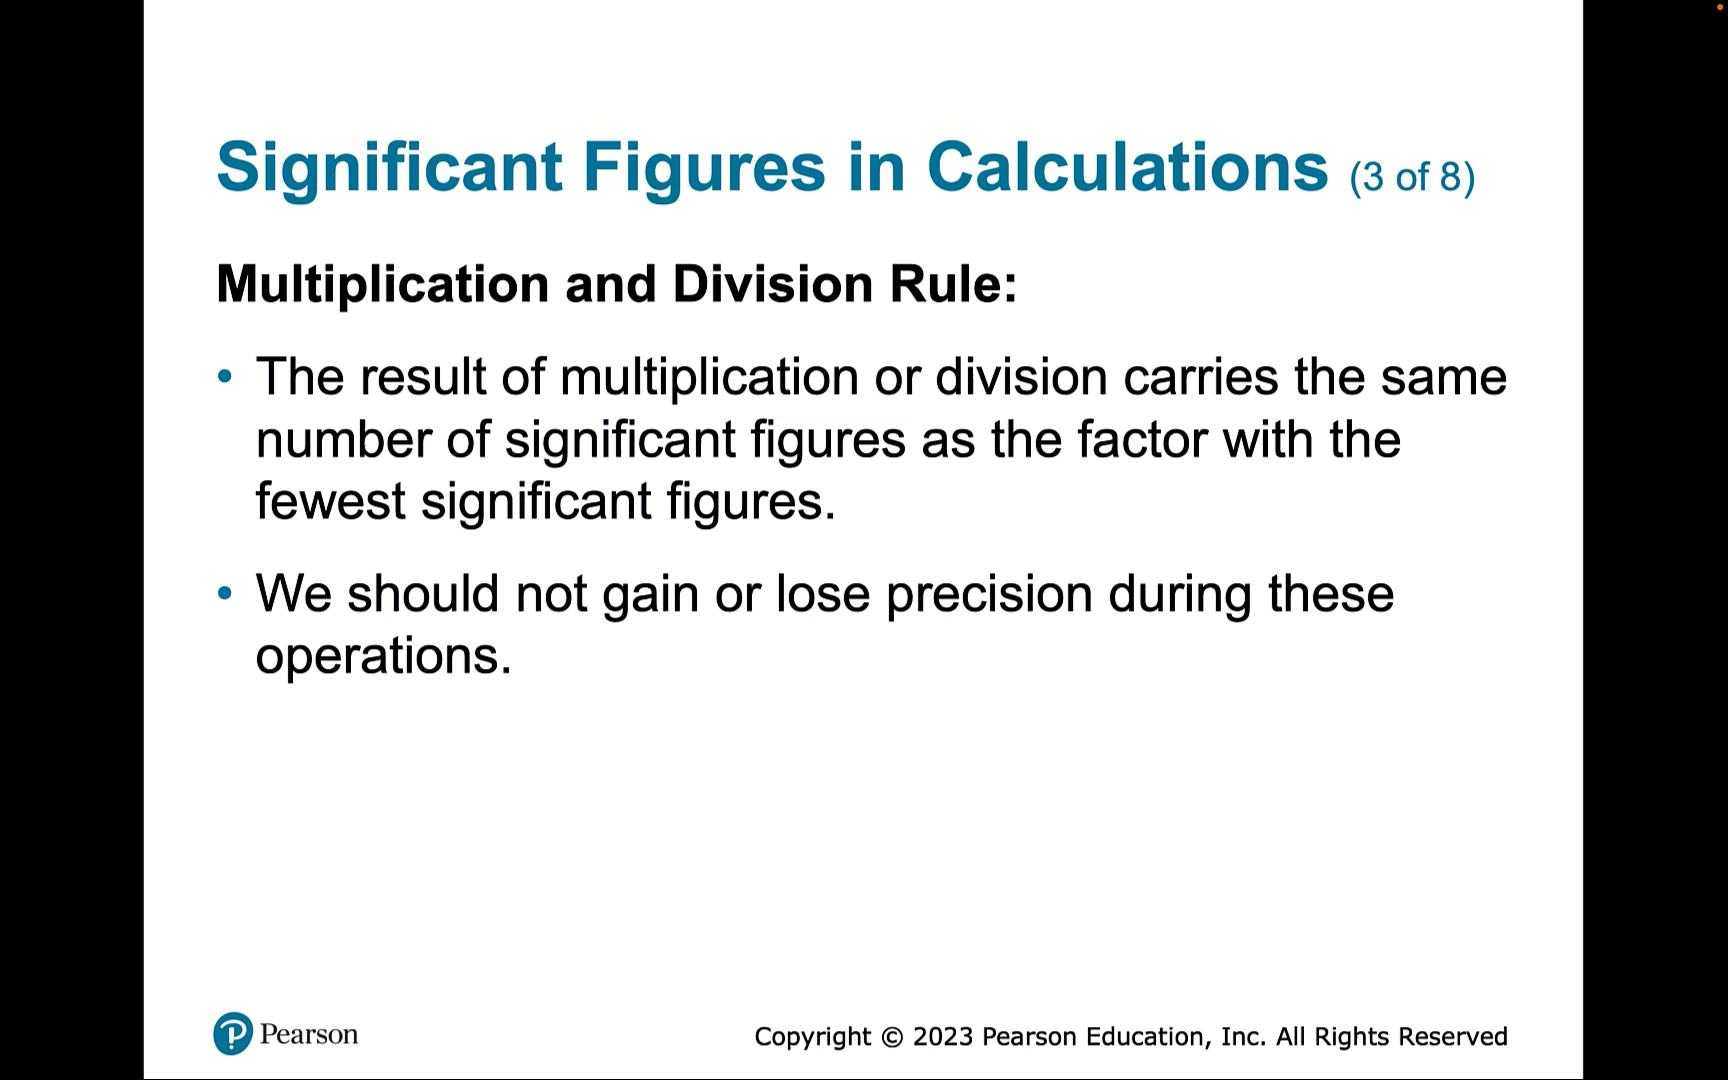 Significant Figures in Calculations (3 of 8)
Multiplication and Division Rule:
• The result of multiplication or division carries the same
number of significant figures as the factor with the
fewest significant figures.
• We should not gain or lose precision during these
operations.
Pearson
Copyright © 2023 Pearson Education, Inc. All Rights Reserved